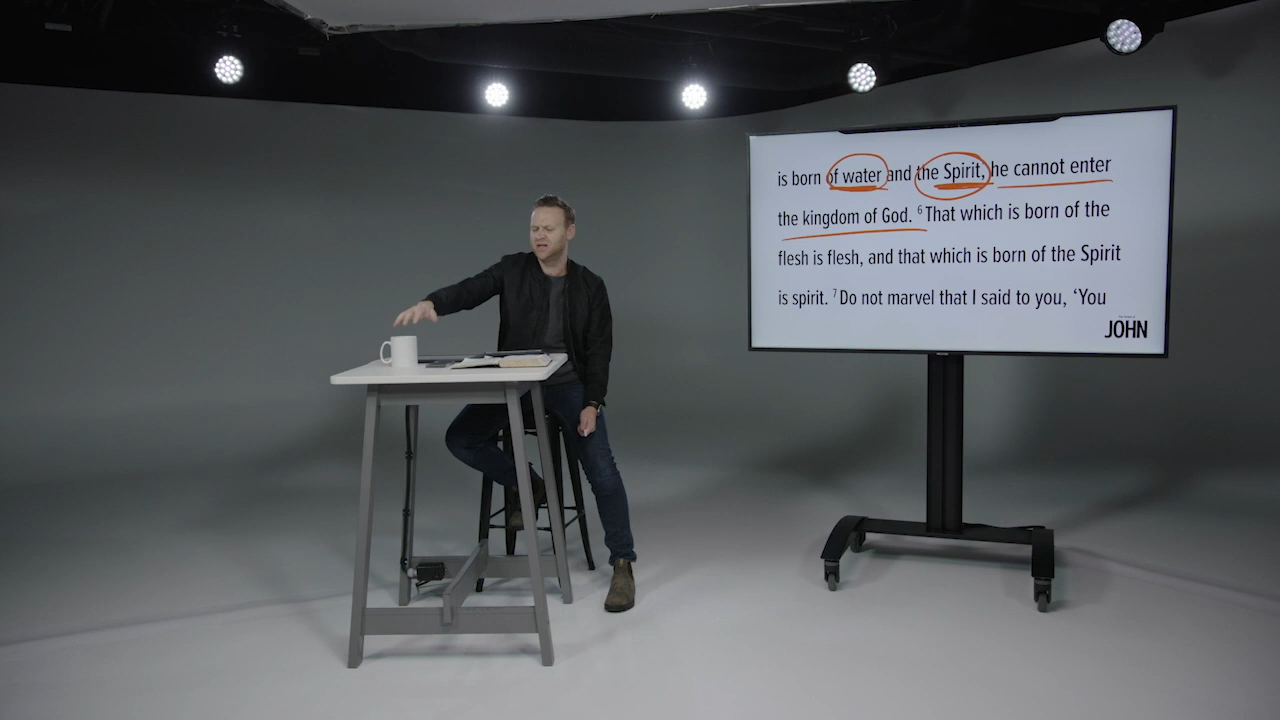 is born of water and the Spirit, he cannot enter
the kingdom of God. 6 That which is born of the
flesh is flesh, and that which is born of the Spirit
is spirit. 7 Do not marvel that I said to you, ‘You
JOHN